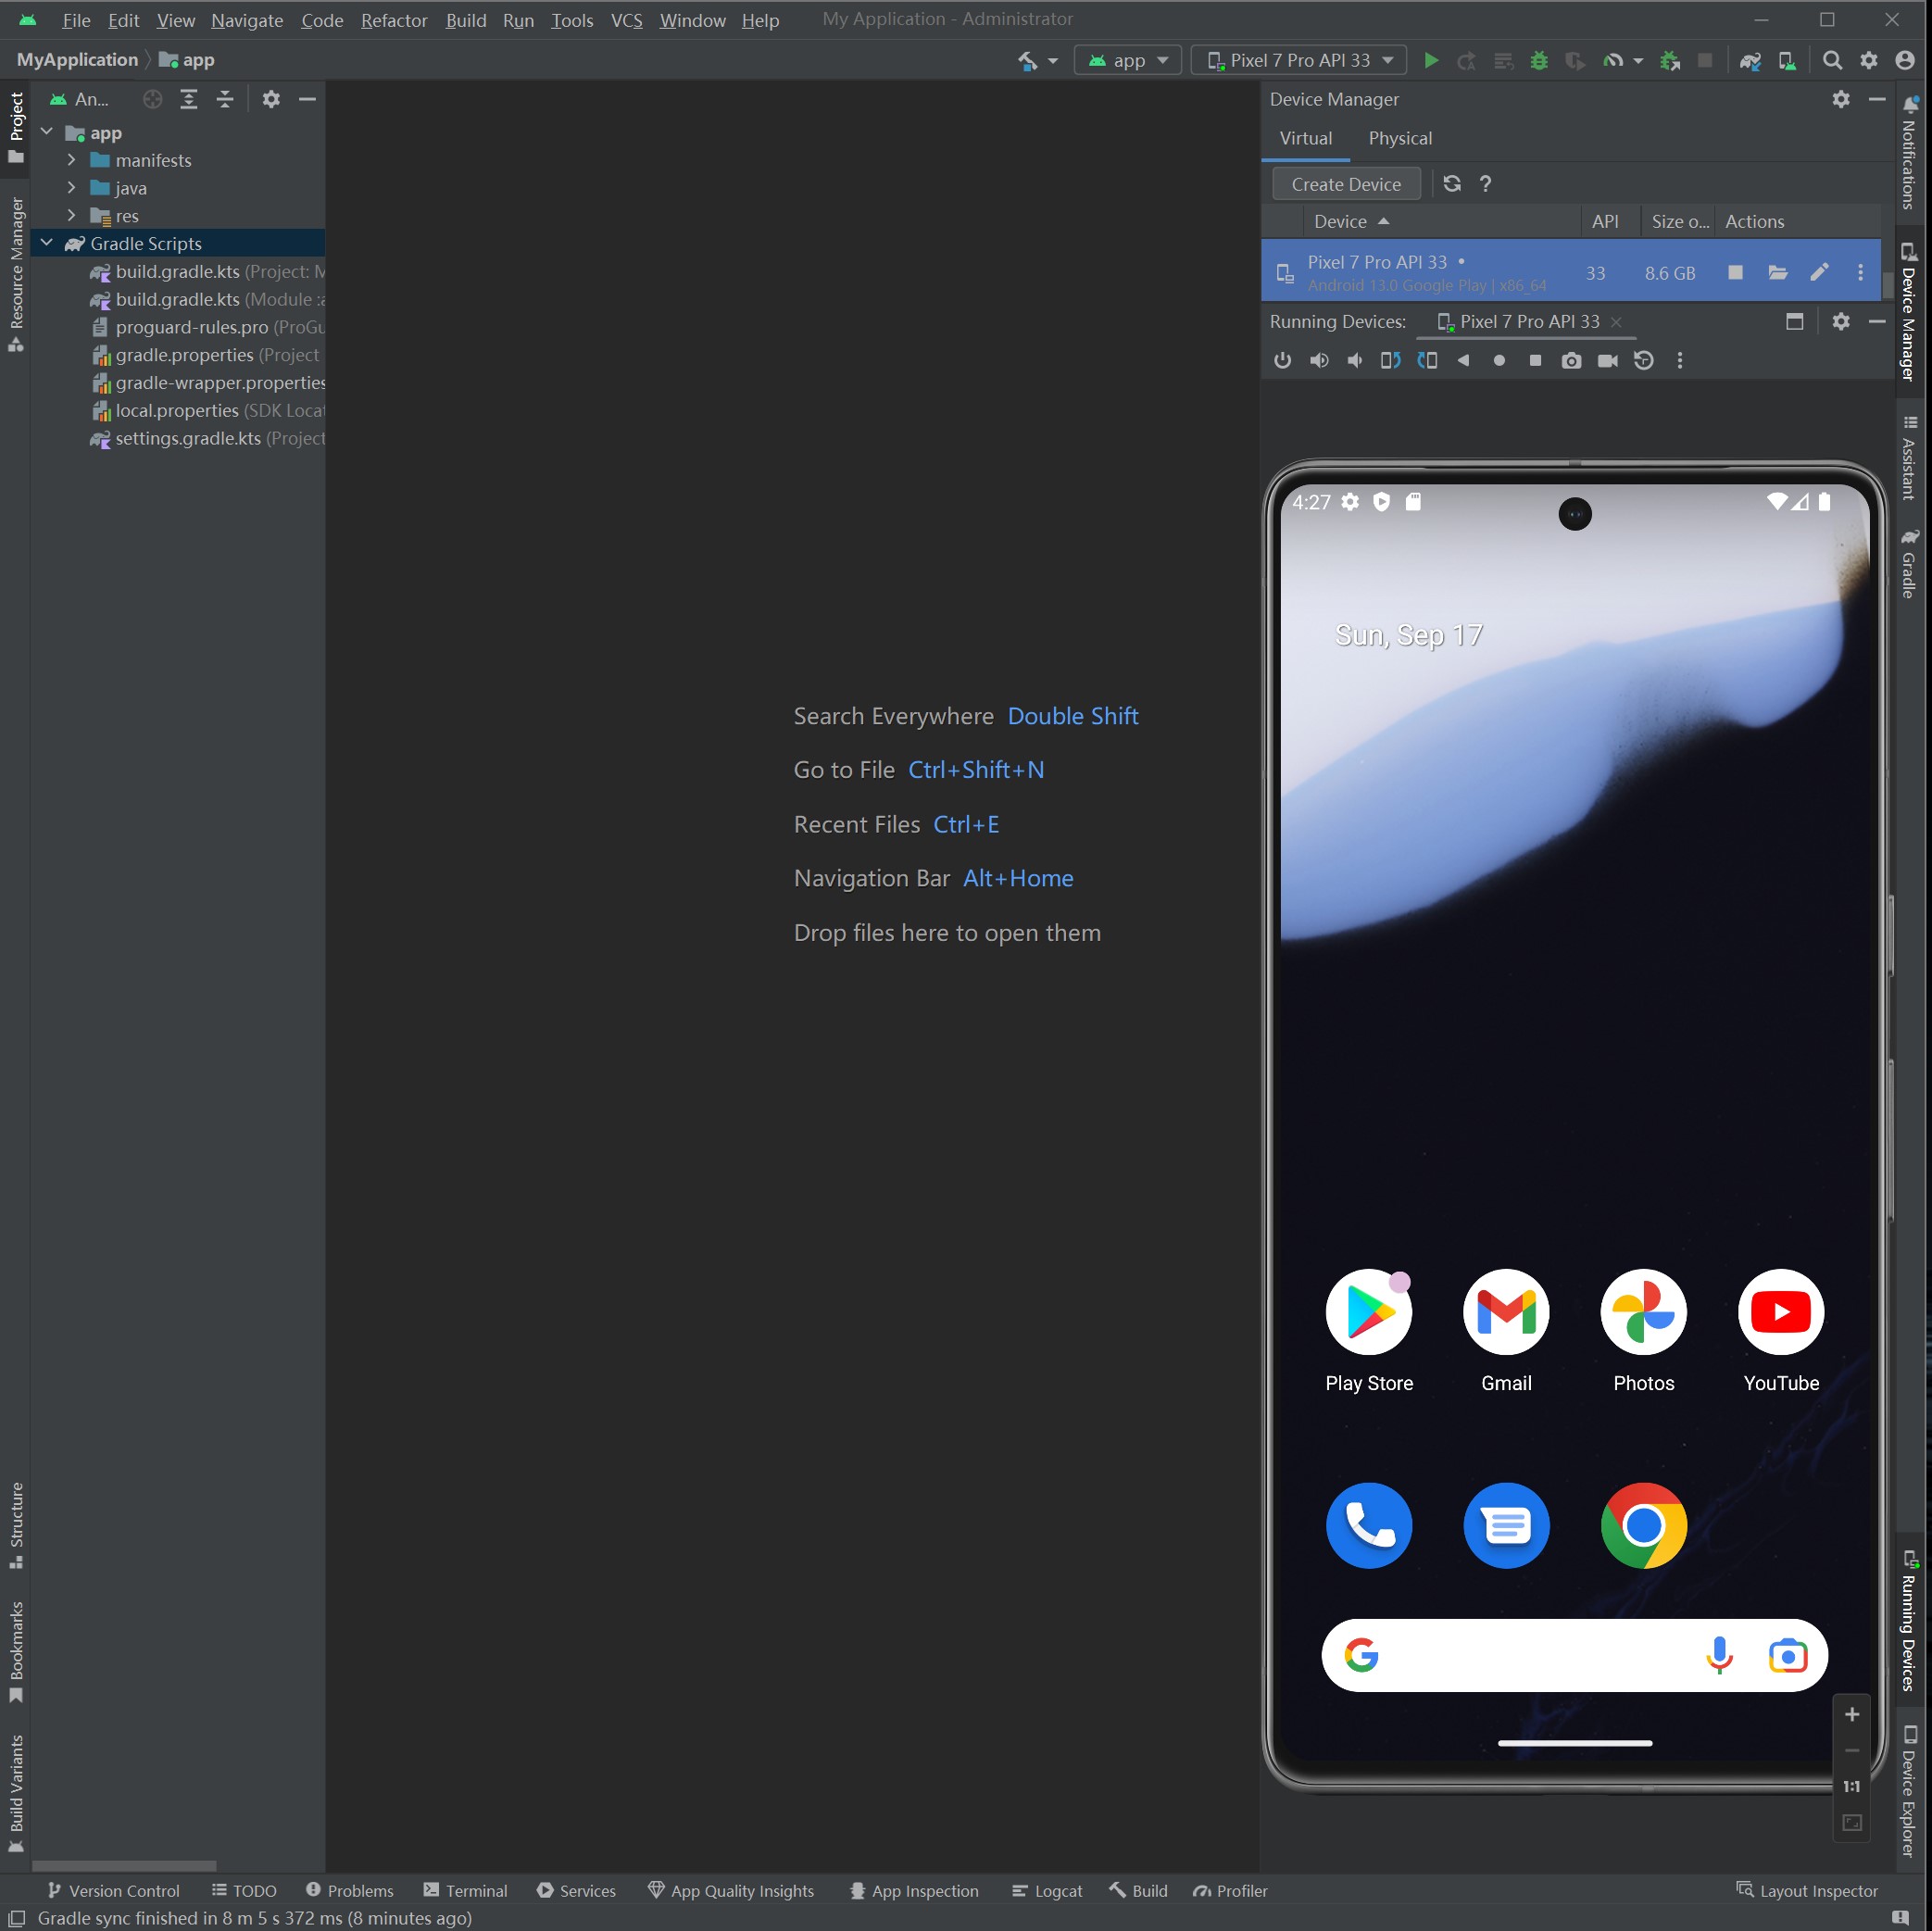 File Edit View Navigate Code Refactor Build Run Tools VCS Window Help My Application - Administrator
MyApplication app
app Pixel 7 Pro API 33
Project
Resource Manager
Structure
Bookmarks
Build Variants
An...
app
manifests
java
res
Gradle Scripts
build.gradle.kts (Project: M
build.gradle.kts (Module :a
proguard-rules.pro (ProGu
gradle.properties (Project
gradle-wrapper.properties
local.properties (SDK Locat
settings.gradle.kts (Project
Search Everywhere Double Shift
Go to File Ctrl+Shift+N
Recent Files Ctrl+E
Navigation Bar Alt+Home
Drop files here to open them
Device Manager
Virtual Physical
Create Device ?
Device API Size o... Actions
Pixel 7 Pro API 33 • 33 8.6 GB
Android 13.0 Google Play | x86_64
Running Devices: Pixel 7 Pro API 33
4:27
Sun, Sep 17
Play Store Gmail Photos YouTube
1:1
Notifications
Device Manager
Assistant
Gradle
Running Devices
Device Explorer
Version Control TODO Problems Terminal Services App Quality Insights App Inspection Logcat Build Profiler Layout Inspector
Gradle sync finished in 8 m 5 s 372 ms (8 minutes ago)